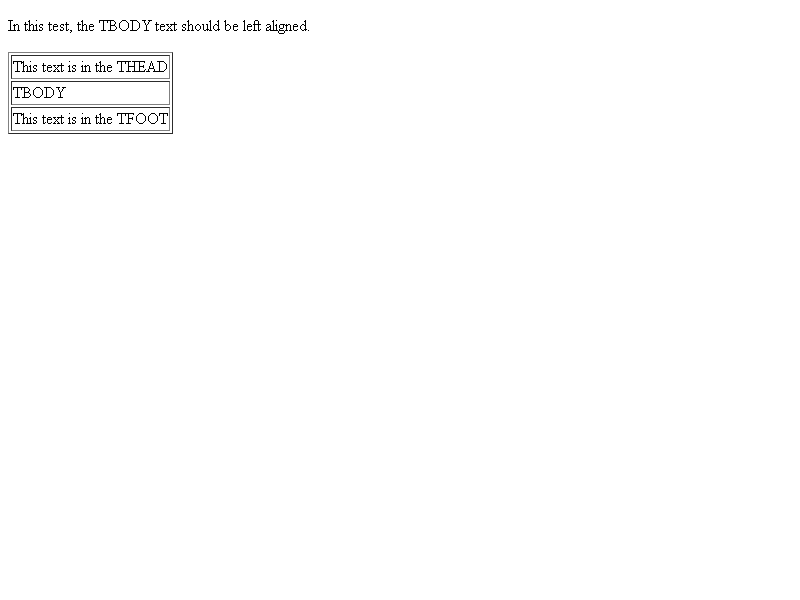 In this test, the TBODY text should be left aligned.
This text is in the THEAD
TBODY
This text is in the TFOOT